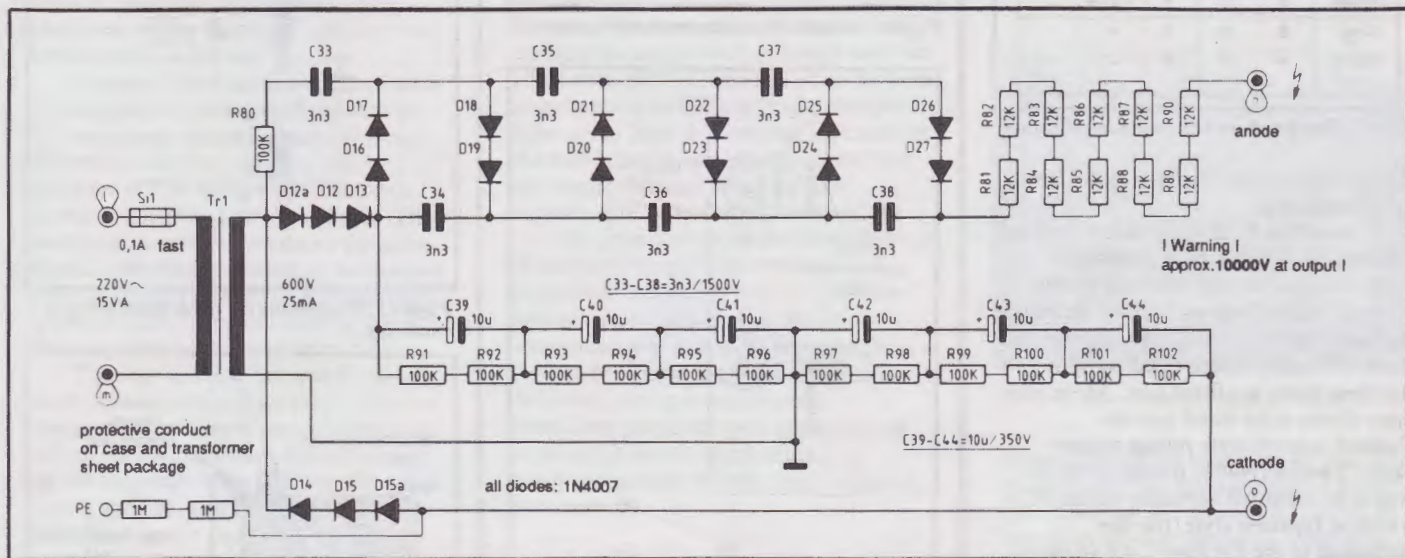 C33
3n3
C35
3n3
C37
3n3
R80
100K
D17
D16
D18
D19
D21
D20
D22
D23
D25
D24
D26
D27
R82
12K
R83
12K
R86
12K
R87
12K
R90
12K
R81
12K
R84
12K
R85
12K
R88
12K
R89
12K
anode
l
Si1
0,1A fast
Tr1
D12a
D12
D13
C34
3n3
C36
3n3
C38
3n3
220V~
15VA
600V
25mA
C33-C38=3n3/1500V
! Warning !
approx.10000V at output !
C39
+
10u
C40
+
10u
C41
+
10u
C42
+
10u
C43
+
10u
C44
+
10u
R91
100K
R92
100K
R93
100K
R94
100K
R95
100K
R96
100K
R97
100K
R98
100K
R99
100K
R100
100K
R101
100K
R102
100K
m
protective conduct
on case and transformer
sheet package
C39-C44=10u/350V
cathode
o
PE
1M
1M
D14
D15
D15a
all diodes: 1N4007